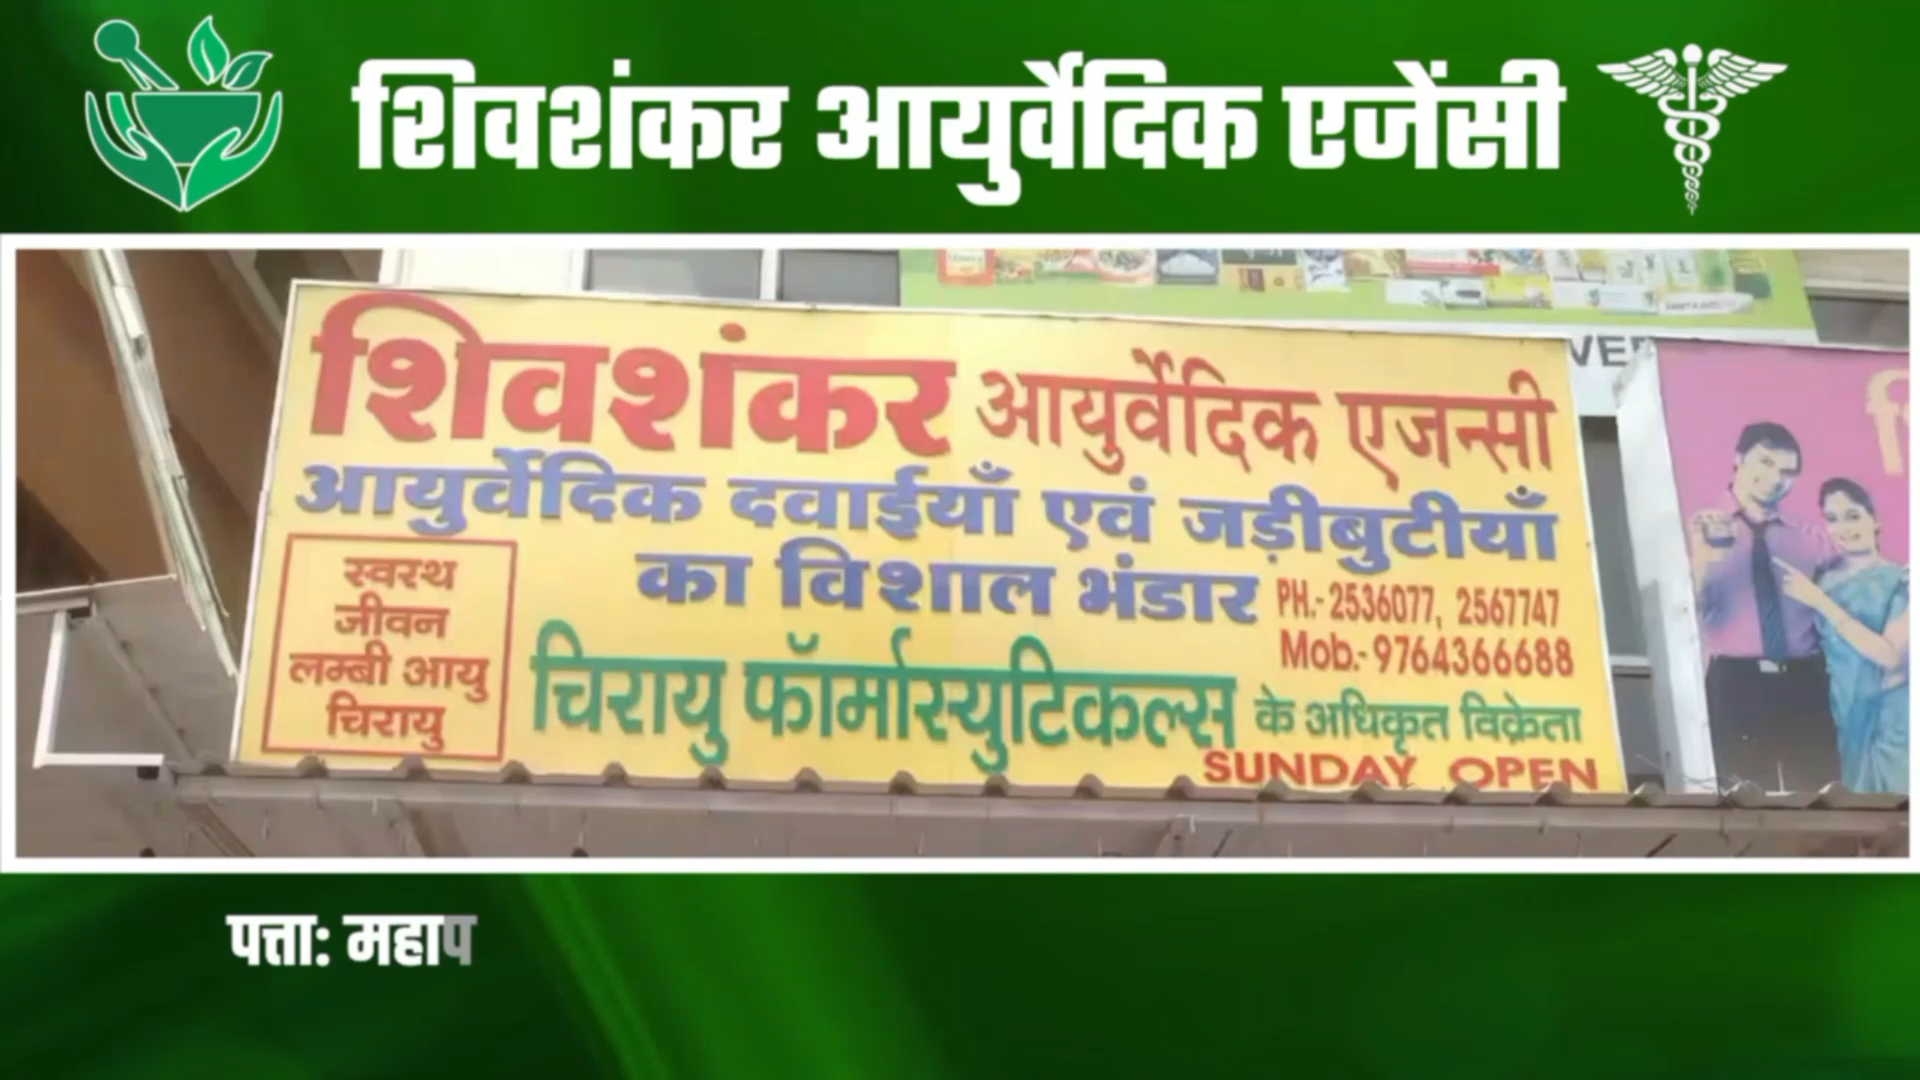 शिवशंकर आयुर्वेदिक एजेंसी
शिवशंकर आयुर्वेदिक एजन्सी
आयुर्वेदिक दवाईयाँ एवं जड़ीबुटीयाँ
का विशाल भंडार
PH.-2536077, 2567747
Mob.-9764366688
स्वस्थ
जीवन
लम्बी आयु
चिरायु
चिरायु फॉर्मास्युटिकल्स के अधिकृत विक्रेता
SUNDAY OPEN
पत्ता: महाप